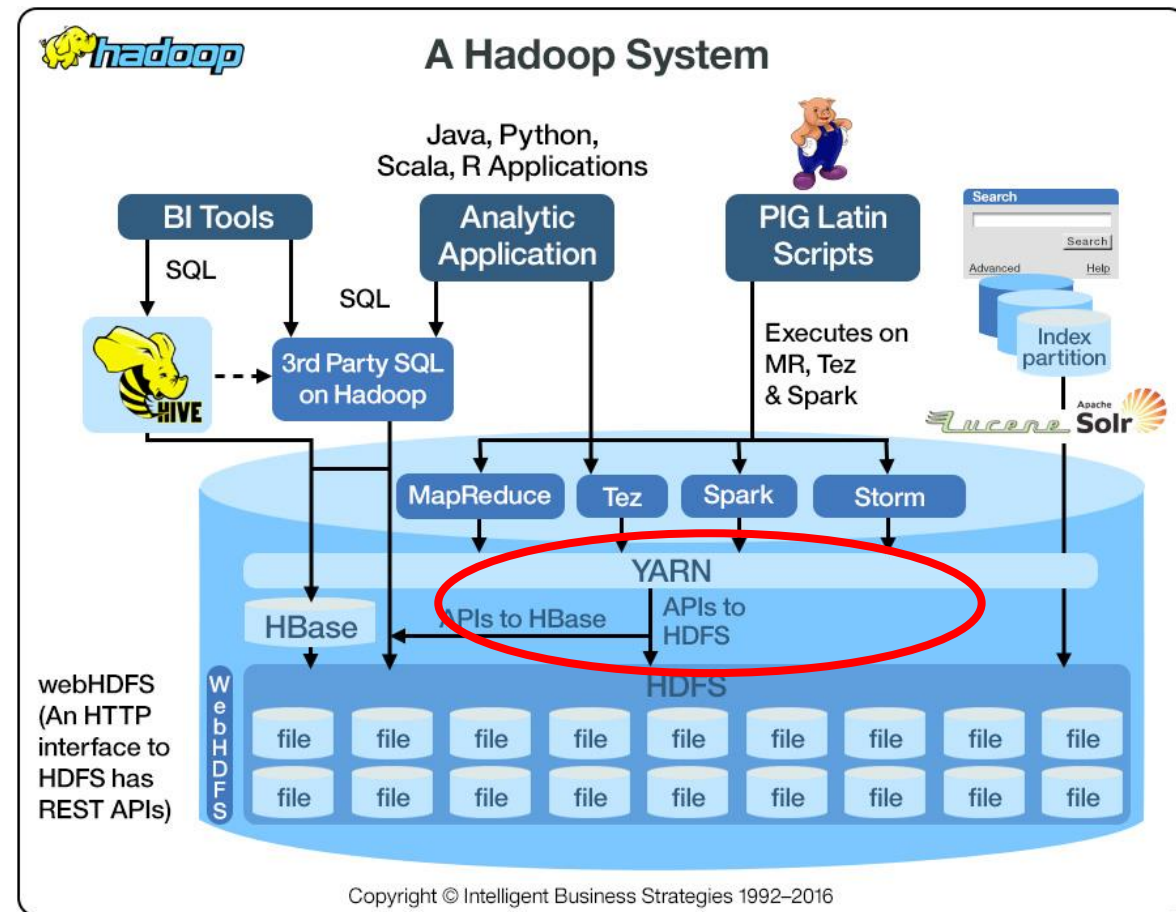 hadoop
A Hadoop System
Java, Python,
Scala, R Applications
BI Tools
Analytic
Application
PIG Latin
Scripts
Search
Search
Advanced
Help
SQL
SQL
HIVE
3rd Party SQL
on Hadoop
Executes on
MR, Tez
& Spark
Index
partition
Lucene
Apache
Solr
MapReduce
Tez
Spark
Storm
YARN
HBase
APIs to HBase
APIs to
HDFS
webHDFS
(An HTTP
interface to
HDFS has
REST APIs)
WebHDFS
HDFS
file file file file file file file file file
file file file file file file file file file
Copyright © Intelligent Business Strategies 1992–2016